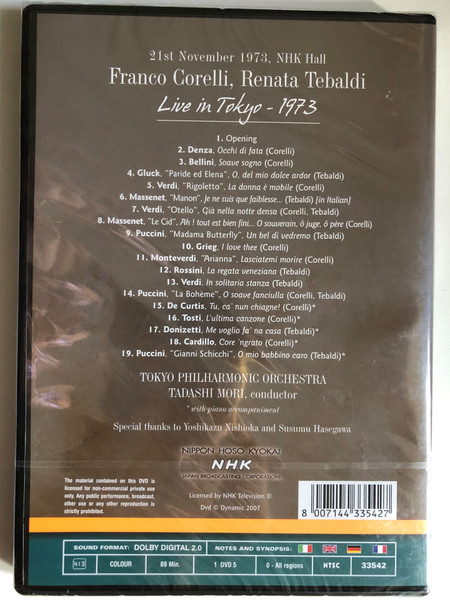 21st November 1973, NHK Hall
Franco Corelli, Renata Tebaldi
Live in Tokyo - 1973
1. Opening
2. Denza, Occhi di fata (Corelli)
3. Bellini, Soave sogno (Corelli)
4. Gluck, "Paride ed Elena", O, del mio dolce ardor (Tebaldi)
5. Verdi, "Rigoletto", La donna è mobile (Corelli)
6. Massenet, "Manon", Je ne suis que faiblesse... (Tebaldi) [in Italian]
7. Verdi, "Otello", Già nella notte densa (Corelli, Tebaldi)
8. Massenet, "Le Cid", Ah ! tout est bien fini... O souverain, ô juge, ô père (Corelli)
9. Puccini, "Madama Butterfly", Un bel dì vedremo (Tebaldi)
10. Grieg, I love thee (Corelli)
11. Monteverdi, "Arianna", Lasciatemi morire (Corelli)
12. Rossini, La regata veneziana (Tebaldi)
13. Verdi, In solitaria stanza (Tebaldi)
14. Puccini, "La Bohème", O soave fanciulla (Corelli, Tebaldi)
15. De Curtis, Tu, ca' nun chiagne! (Corelli)*
16. Tosti, L'ultima canzone (Corelli)*
17. Donizetti, Me voglio fa' na casa (Tebaldi)*
18. Cardillo, Core 'ngrato (Corelli)*
19. Puccini, "Gianni Schicchi", O mio babbino caro (Tebaldi)*
TOKYO PHILHARMONIC ORCHESTRA
TADASHI MORI, conductor
* with piano accompaniment
Special thanks to Yoshikazu Nishioka and Susumu Hasegawa
NIPPON HOSO KYOKAI
NHK
JAPAN BROADCASTING CORPORATION
The material contained on this DVD is
licensed for non-commercial private use
only. Any public performance, broadcast,
other use or any other reproduction is
strictly prohibited.
Licensed by NHK Television ©
Dvd © Dynamic 2007
8 007144 335427
SOUND FORMAT: DOLBY DIGITAL 2.0
NOTES AND SYNOPSIS:
4:3
COLOUR
88 Min.
1 DVD 5
0 - All regions
NTSC
33542